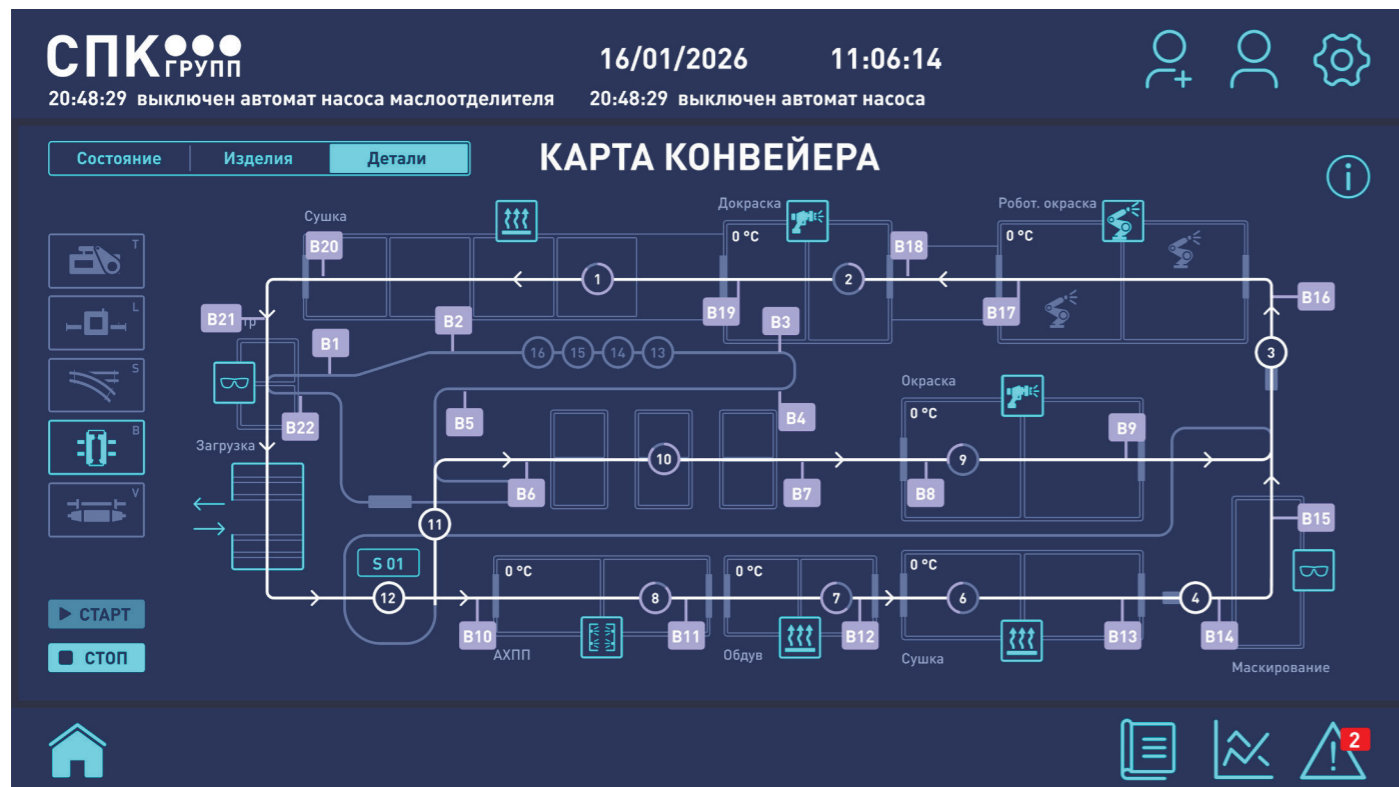 СПК ГРУПП
16/01/2026 11:06:14
20:48:29 выключен автомат насоса маслоотделителя 20:48:29 выключен автомат насоса
Состояние Изделия Детали
КАРТА КОНВЕЙЕРА
Сушка
Докраска
Робот. окраска
0 °C
0 °C
B20
B18
1
2
B16
B19
B17
T
L
S
B
V
B21
B2
B3
B1
16 15 14 13
3
Окраска
0 °C
B22
B5
B4
B9
Загрузка
10
9
B6
B7
B8
11
B15
S 01
0 °C
0 °C
0 °C
12
8
7
6
4
B10
B11
B12
B13
B14
АХПП
Обдув
Сушка
Маскирование
СТАРТ
СТОП
2